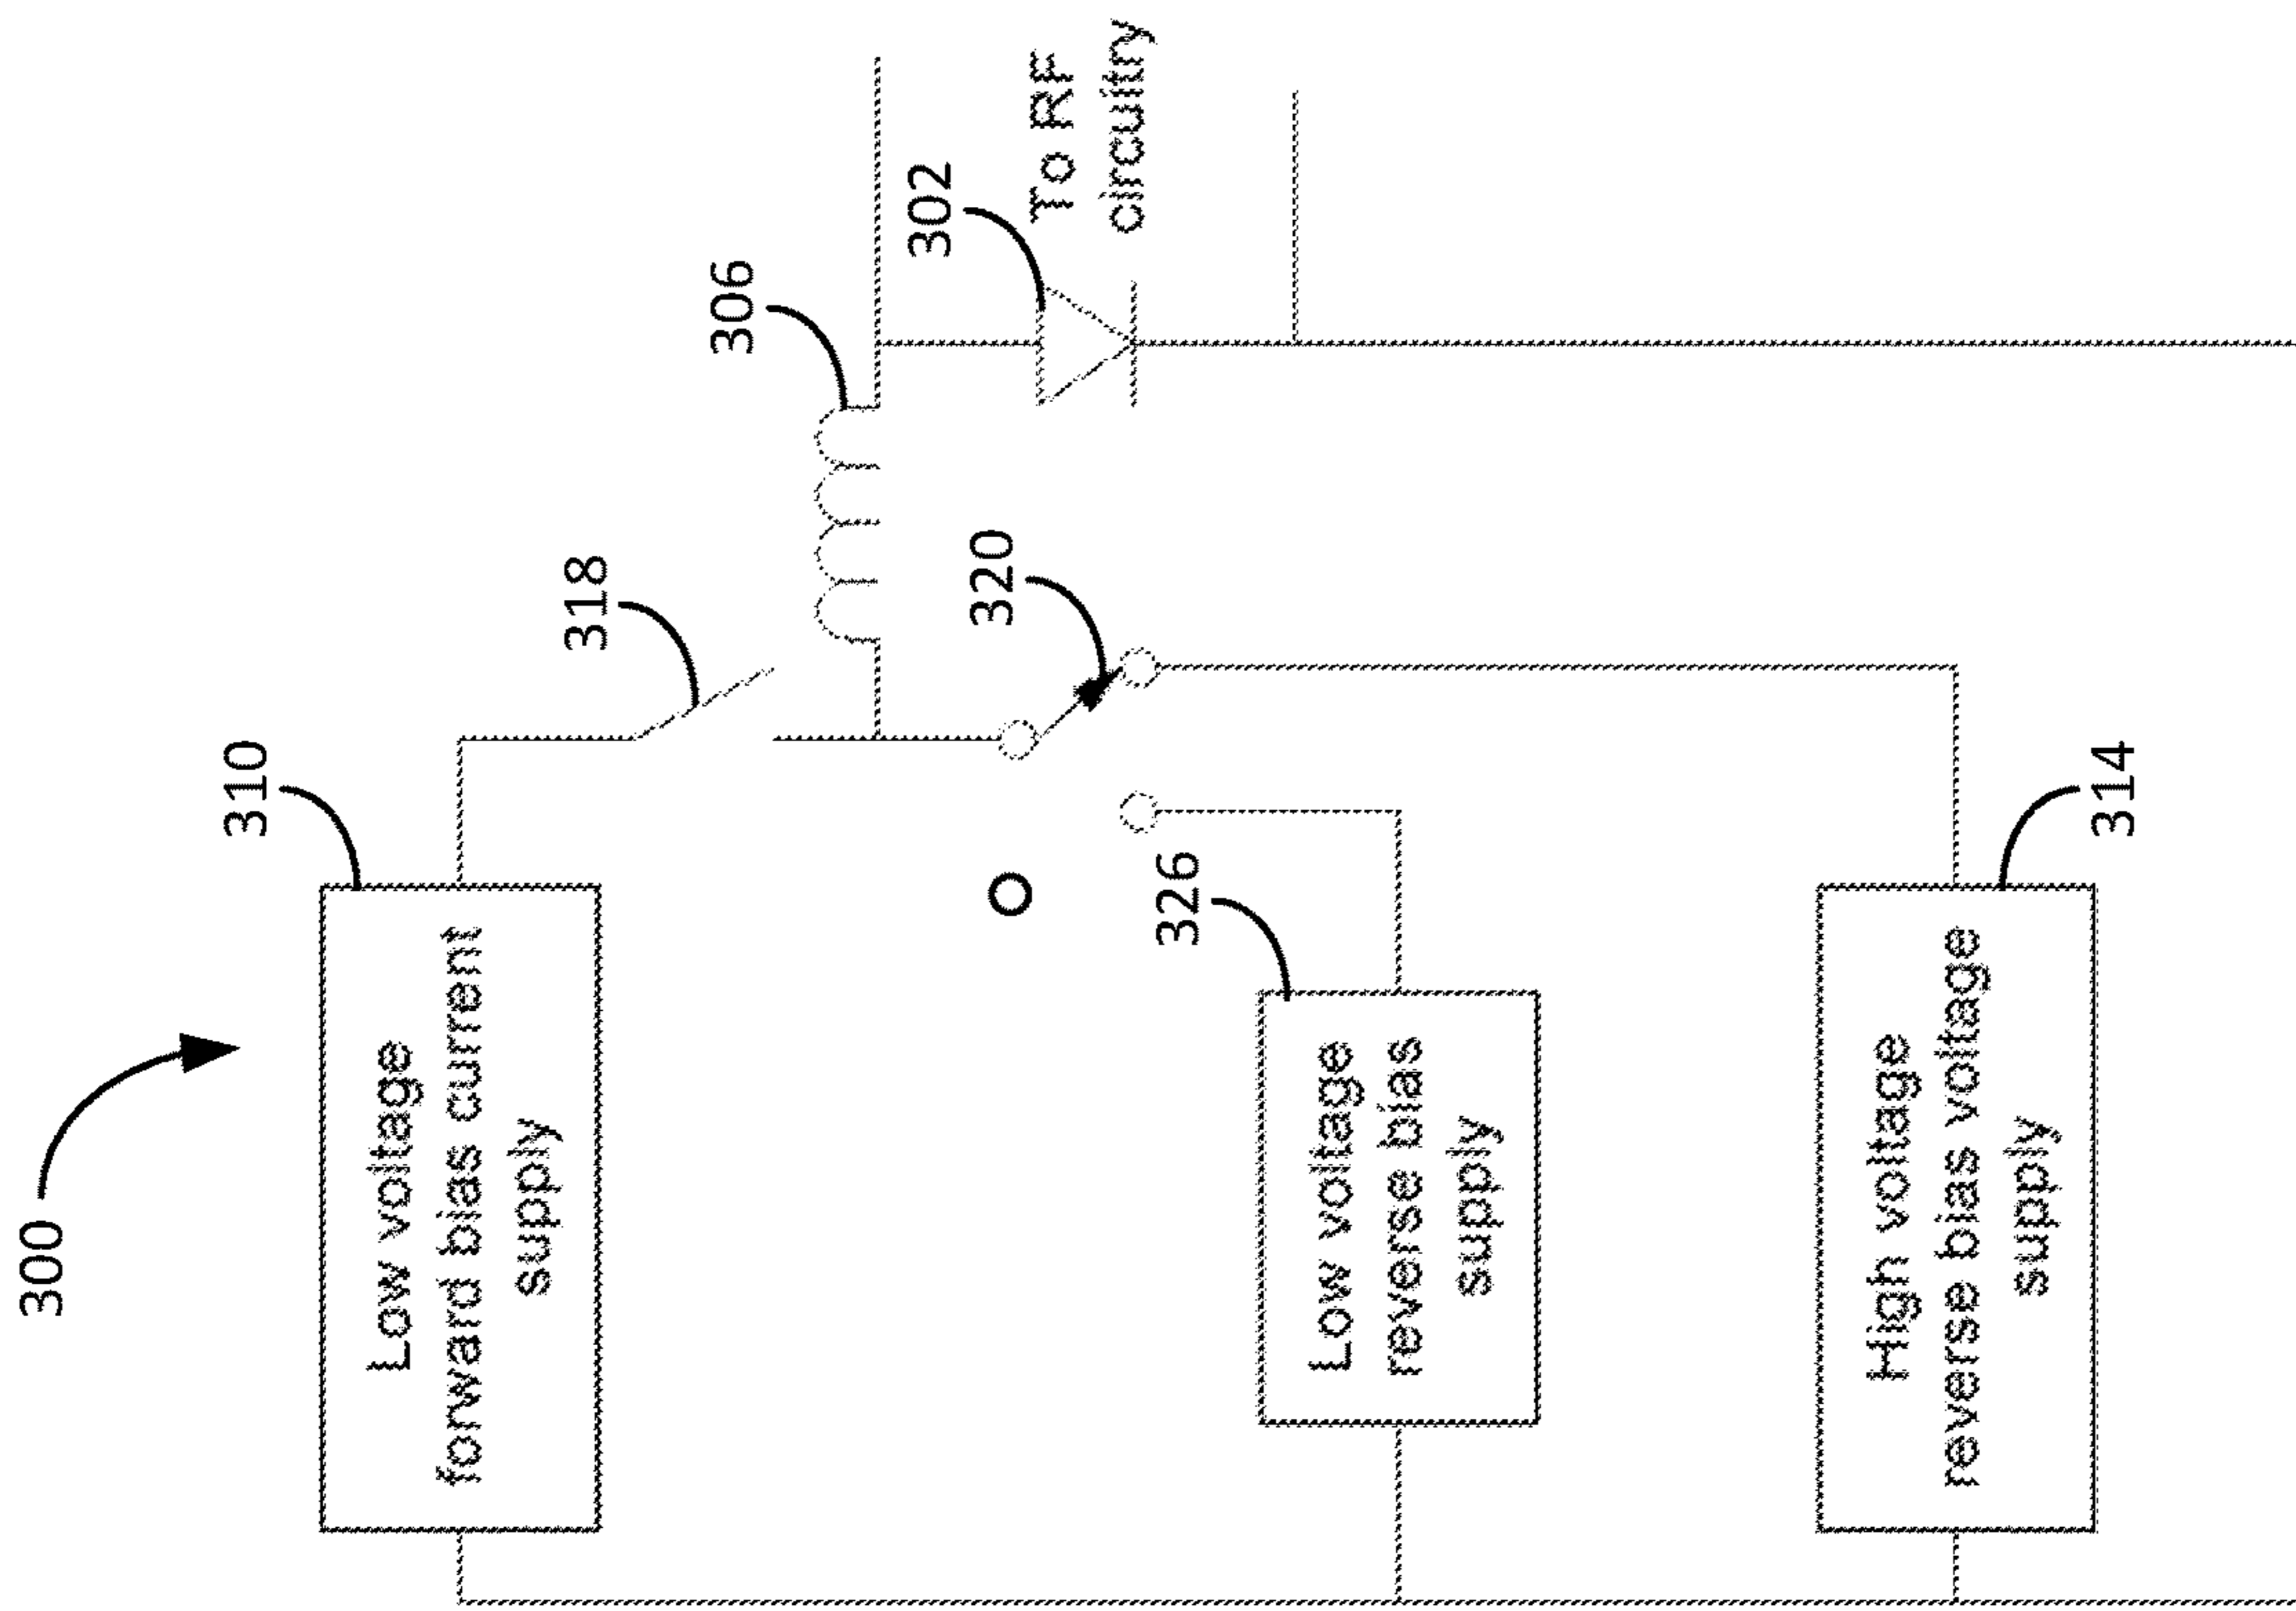 300
310
Low voltage
forward bias current
supply
318
306
302
To RF
circuitry
320
326
Low voltage
reverse bias
supply
314
High voltage
reverse bias voltage
supply